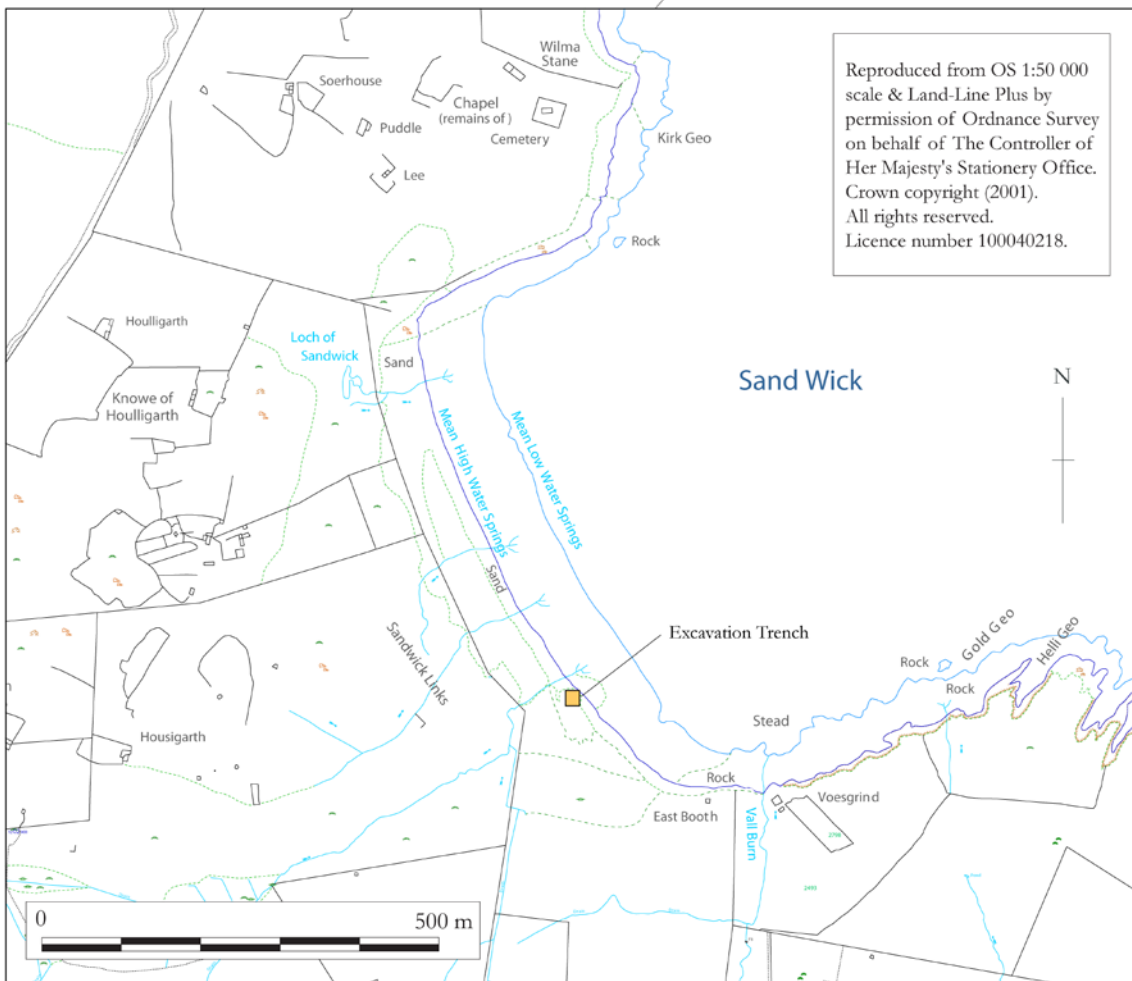 Wilma
Stane
Soerhouse
Chapel
(remains of )
Puddle
Cemetery
Kirk Geo
Lee
Rock
Reproduced from OS 1:50 000
scale & Land-Line Plus by
permission of Ordnance Survey
on behalf of The Controller of
Her Majesty's Stationery Office.
Crown copyright (2001).
All rights reserved.
Licence number 100040218.
Houlligarth
Loch of
Sandwick
Sand
Knowe of
Houlligarth
Sand Wick
N
Mean High Water Springs
Mean Low Water Springs
Sand
Sandwick Links
Excavation Trench
Gold Geo
Helli Geo
Rock
Rock
Stead
Housigarth
Rock
East Booth
Voesgrind
Vall Burn
2796
2493
0
500 m